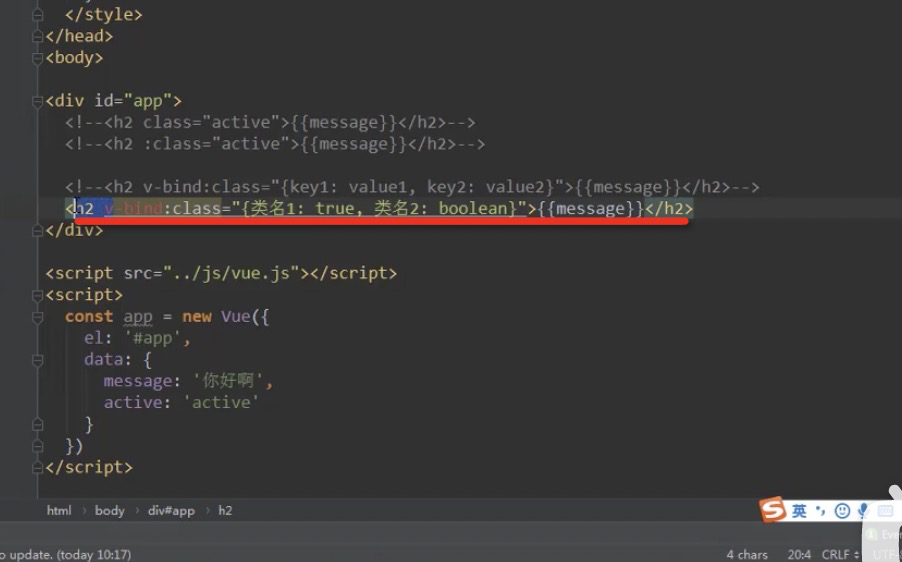 </style>
</head>
<body>
<div id="app">
<!--<h2 class="active">{{message}}</h2>-->
<!--<h2 :class="active">{{message}}</h2>-->
<!--<h2 v-bind:class="{key1: value1, key2: value2}">{{message}}</h2>-->
<h2 v-bind:class="{类名1: true, 类名2: boolean}">{{message}}</h2>
</div>
<script src="../js/vue.js"></script>
<script>
const app = new Vue({
el: '#app',
data: {
message: '你好啊',
active: 'active'
}
})
</script>
html › body › div#app › h2
英
o update. (today 10:17) 4 chars 20:4 CRLF UTF-